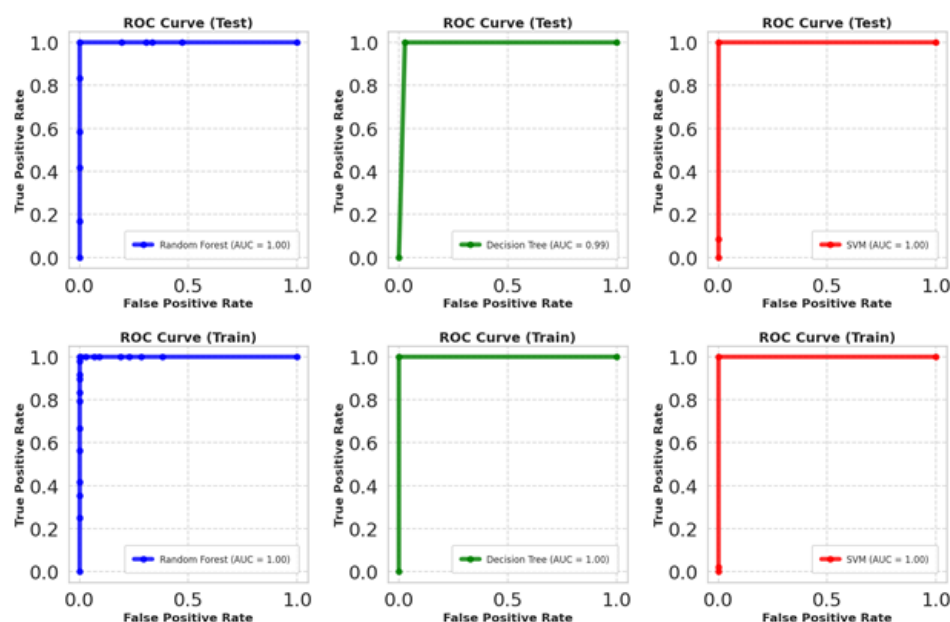 ROC Curve (Test)
1.0
0.8
0.6
0.4
0.2
0.0
True Positive Rate
Random Forest (AUC = 1.00)
0.0 0.5 1.0
False Positive Rate
ROC Curve (Test)
1.0
0.8
0.6
0.4
0.2
0.0
True Positive Rate
Decision Tree (AUC = 0.99)
0.0 0.5 1.0
False Positive Rate
ROC Curve (Test)
1.0
0.8
0.6
0.4
0.2
0.0
True Positive Rate
SVM (AUC = 1.00)
0.0 0.5 1.0
False Positive Rate
ROC Curve (Train)
1.0
0.8
0.6
0.4
0.2
0.0
True Positive Rate
Random Forest (AUC = 1.00)
0.0 0.5 1.0
False Positive Rate
ROC Curve (Train)
1.0
0.8
0.6
0.4
0.2
0.0
True Positive Rate
Decision Tree (AUC = 1.00)
0.0 0.5 1.0
False Positive Rate
ROC Curve (Train)
1.0
0.8
0.6
0.4
0.2
0.0
True Positive Rate
SVM (AUC = 1.00)
0.0 0.5 1.0
False Positive Rate